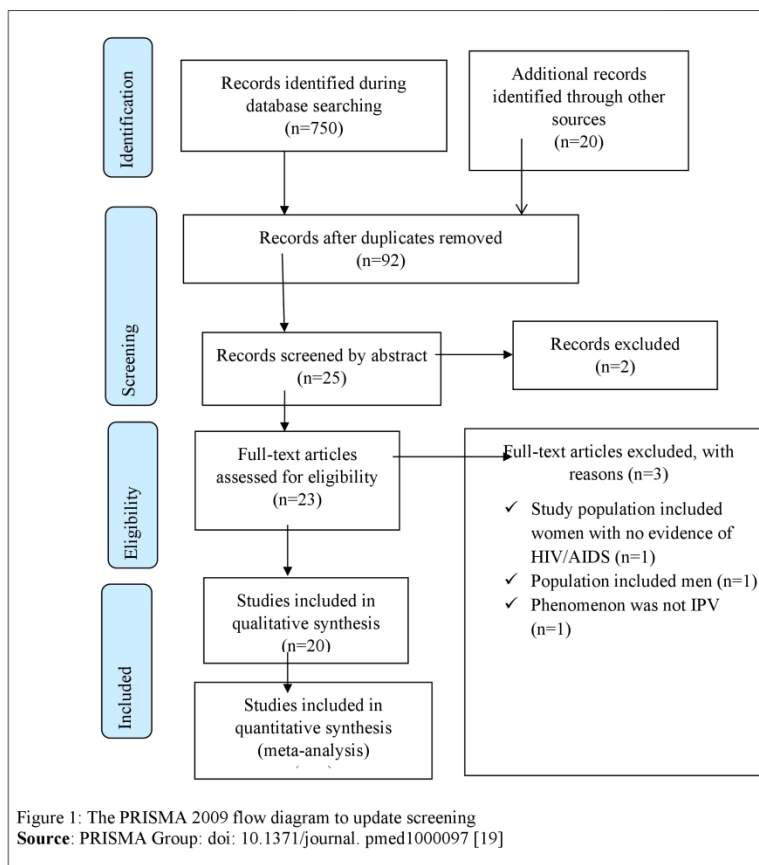 Identification
Records identified during
database searching
(n=750)
Additional records
identified through other
sources
(n=20)
Screening
Records after duplicates removed
(n=92)
Records screened by abstract
(n=25)
Records excluded
(n=2)
Eligibility
Full-text articles
assessed for eligibility
(n=23)
Full-text articles excluded, with
reasons (n=3)
✓ Study population included
women with no evidence of
HIV/AIDS (n=1)
✓ Population included men (n=1)
✓ Phenomenon was not IPV
(n=1)
Included
Studies included in
qualitative synthesis
(n=20)
Studies included in
quantitative synthesis
(meta-analysis)
Figure 1: The PRISMA 2009 flow diagram to update screening
Source: PRISMA Group: doi: 10.1371/journal. pmed1000097 [19]